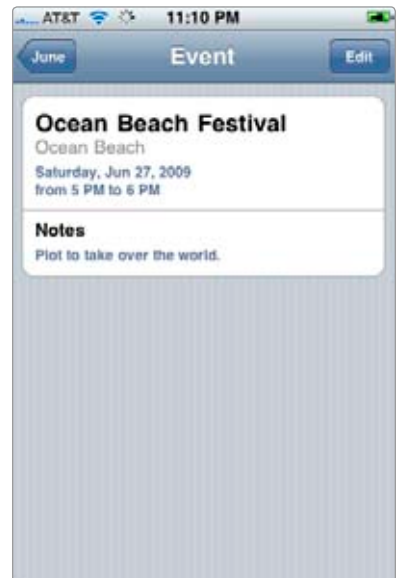 AT&T 11:10 PM
June Event Edit
Ocean Beach Festival
Ocean Beach
Saturday, Jun 27, 2009
from 5 PM to 6 PM
Notes
Plot to take over the world.